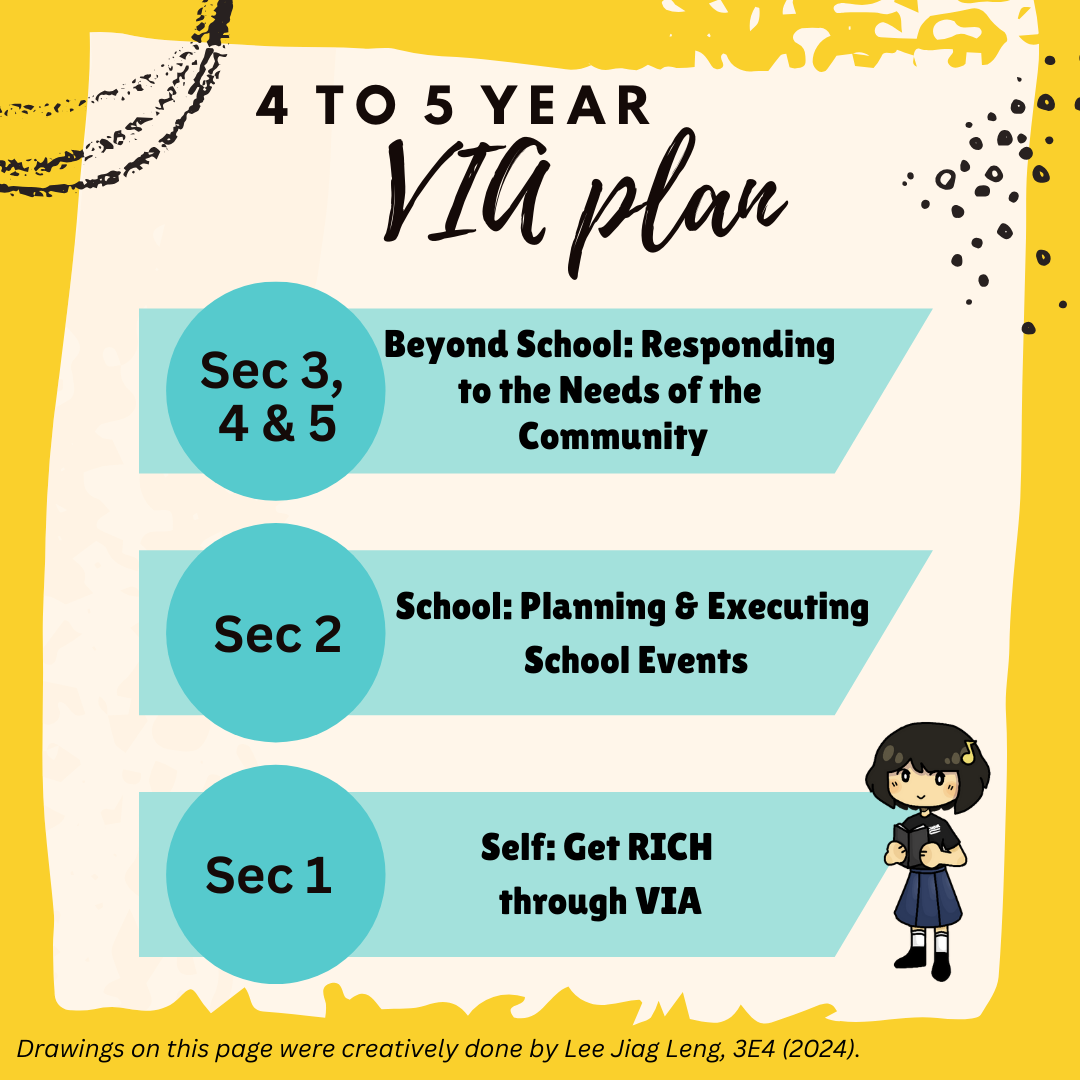 4 TO 5 YEAR
VIA plan
Sec 3,
4 & 5
Beyond School: Responding
to the Needs of the
Community
Sec 2
School: Planning & Executing
School Events
Sec 1
Self: Get RICH
through VIA
Drawings on this page were creatively done by Lee Jiag Leng, 3E4 (2024).